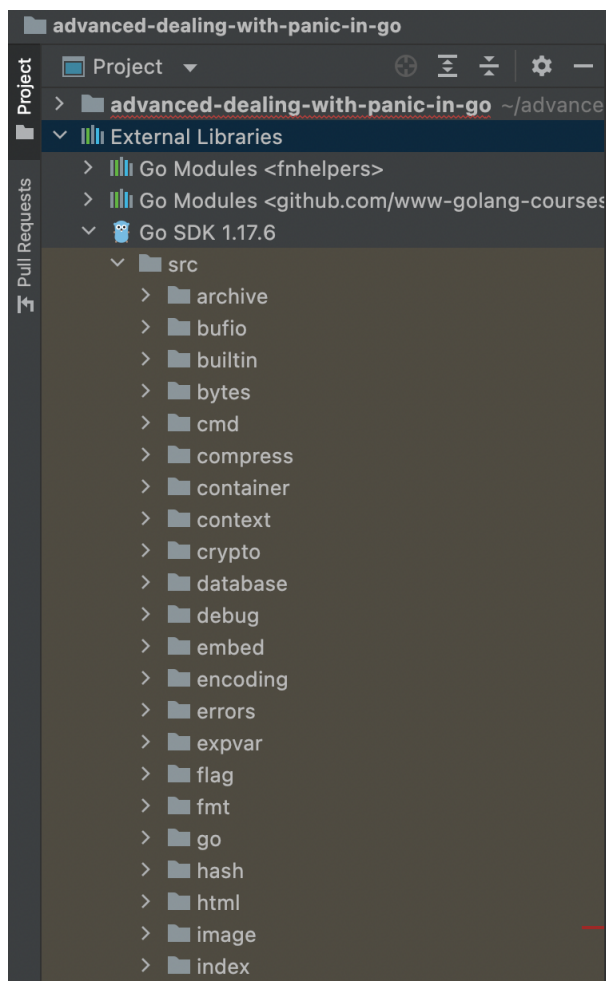 advanced-dealing-with-panic-in-go
Project
Project
Pull Requests
advanced-dealing-with-panic-in-go ~/advance
External Libraries
Go Modules <fnhelpers>
Go Modules <github.com/www-golang-courses
Go SDK 1.17.6
src
archive
bufio
builtin
bytes
cmd
compress
container
context
crypto
database
debug
embed
encoding
errors
expvar
flag
fmt
go
hash
html
image
index